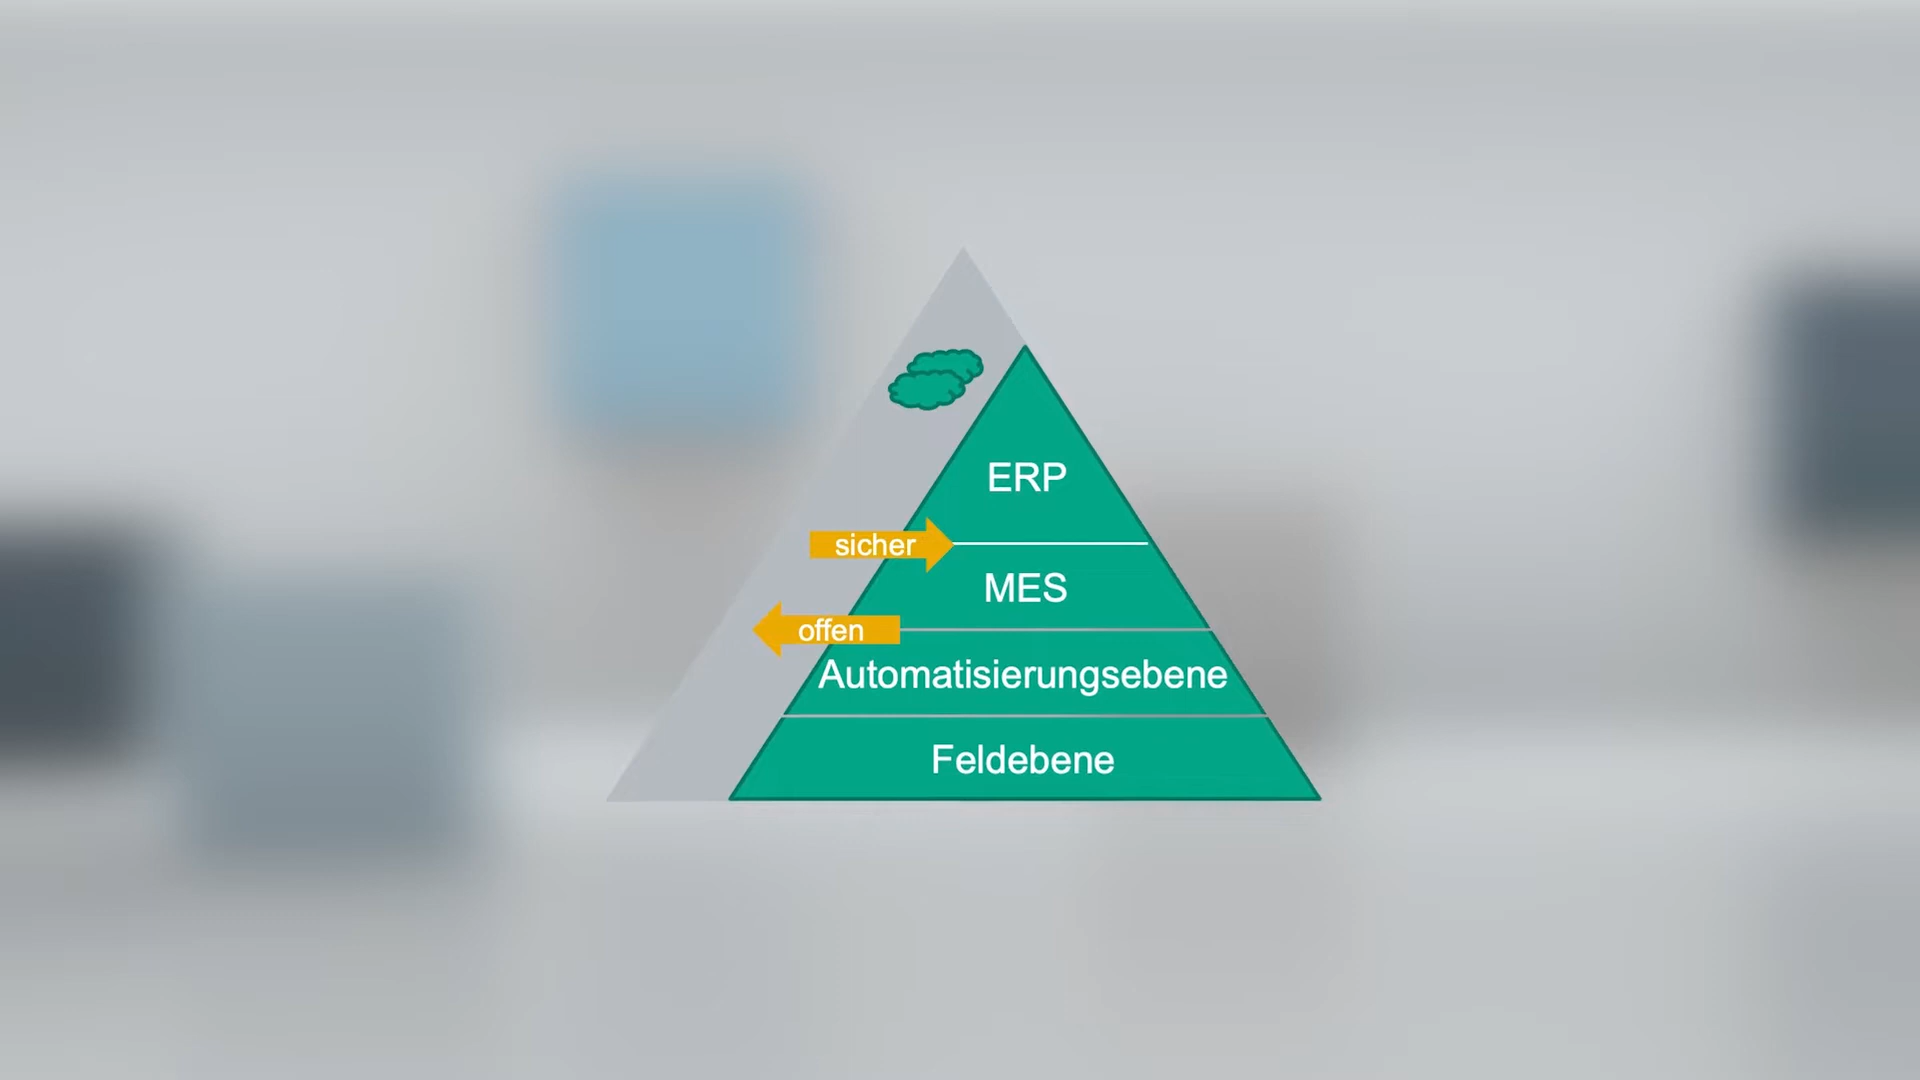 ERP
sicher
MES
offen
Automatisierungsebene
Feldebene